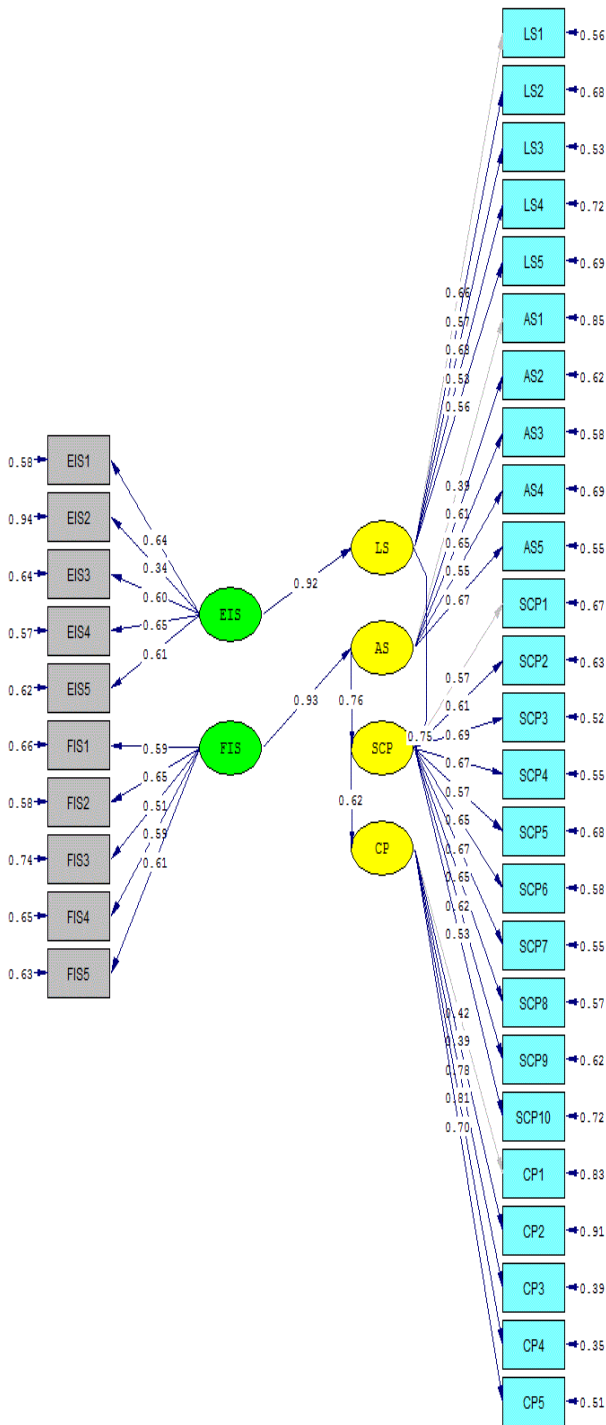 LS1 0.56
LS2 0.68
LS3 0.53
LS4 0.72
LS5 0.69
0.66
0.57
0.68
0.53
0.56
AS1 0.85
AS2 0.62
AS3 0.58
AS4 0.69
AS5 0.55
0.39
0.61
0.65
0.55
0.67
0.58 EIS1
0.94 EIS2
0.64 EIS3
0.57 EIS4
0.62 EIS5
0.64
0.34
0.60
0.65
0.61
EIS
0.92
LS
AS
0.93
0.76
FIS
SCP
0.75
0.62
CP
0.66 FIS1
0.58 FIS2
0.74 FIS3
0.65 FIS4
0.63 FIS5
0.59
0.65
0.51
0.59
0.61
SCP1 0.67
SCP2 0.63
SCP3 0.52
SCP4 0.55
SCP5 0.68
SCP6 0.58
SCP7 0.55
SCP8 0.57
SCP9 0.62
SCP10 0.72
0.57
0.61
0.69
0.67
0.57
0.65
0.67
0.65
0.62
0.53
0.42
0.39
0.78
0.81
0.70
CP1 0.83
CP2 0.91
CP3 0.39
CP4 0.35
CP5 0.51